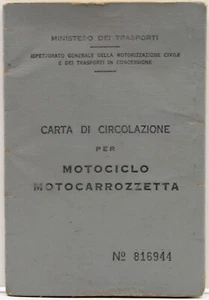 MINISTERO DEI TRASPORTI
ISPETTORATO GENERALE DELLA MOTORIZZAZIONE CIVILE
E DEI TRASPORTI IN CONCESSIONE
CARTA DI CIRCOLAZIONE
PER
MOTOCICLO
MOTOCARROZZETTA
Nº 816944